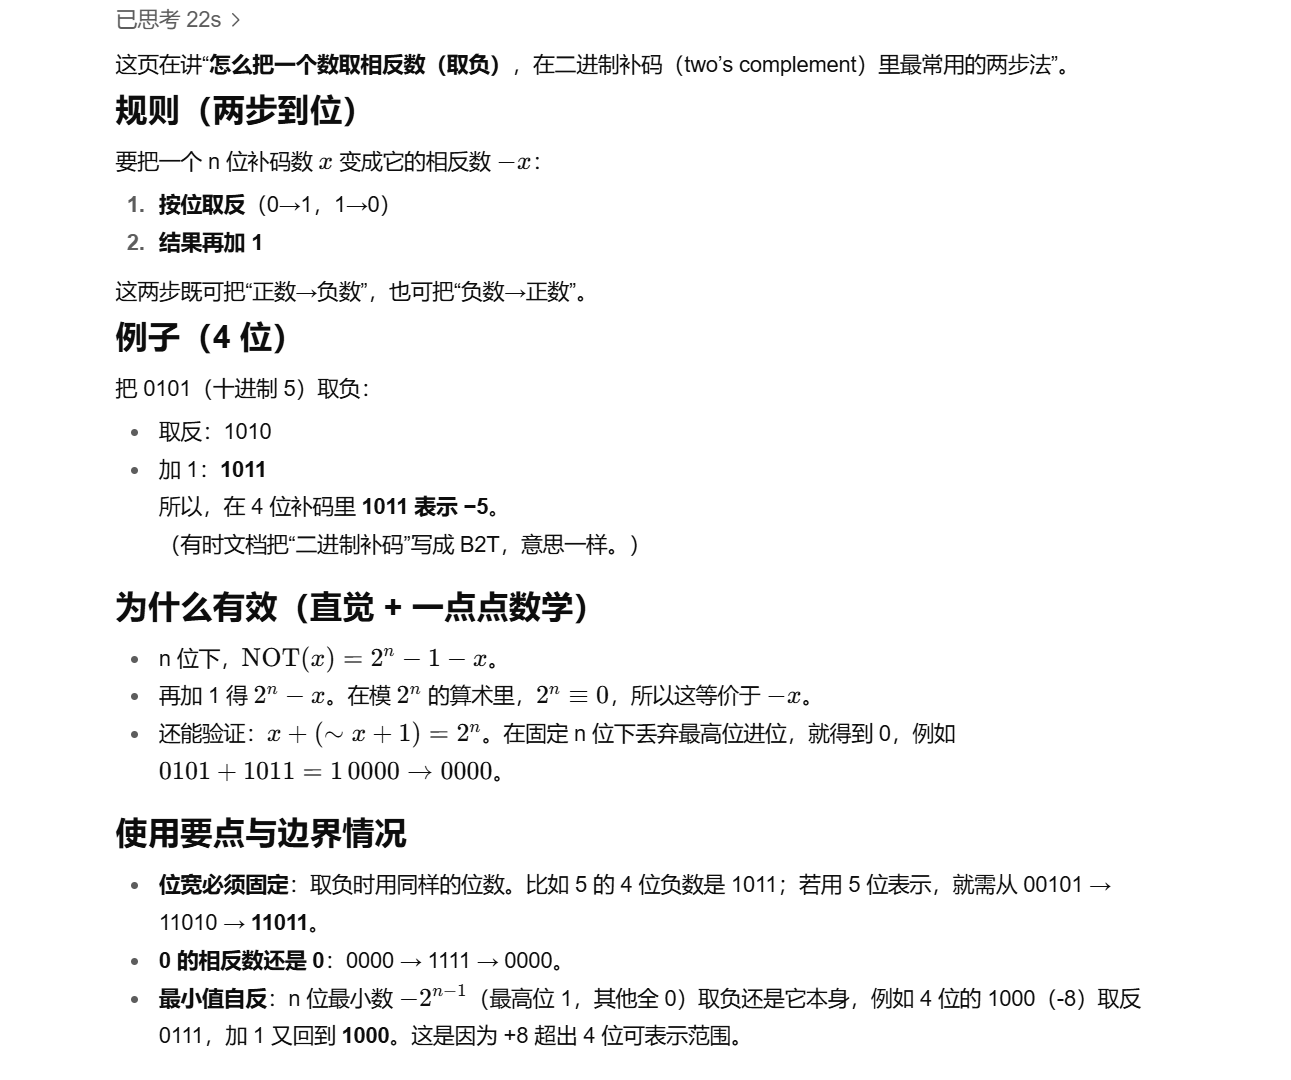 已思考 22s >
这页在讲“怎么把一个数取相反数（取负），在二进制补码（two’s complement）里最常用的两步法”。
规则（两步到位）
要把一个 n 位补码数 x 变成它的相反数 −x：
1. 按位取反（0→1，1→0）
2. 结果再加 1
这两步既可把“正数→负数”，也可把“负数→正数”。
例子（4 位）
把 0101（十进制 5）取负：
• 取反：1010
• 加 1：1011
所以，在 4 位补码里 1011 表示 −5。
（有时文档把“二进制补码”写成 B2T，意思一样。）
为什么有效（直觉 + 一点点数学）
• n 位下，NOT(x) = 2ⁿ − 1 − x。
• 再加 1 得 2ⁿ − x。在模 2ⁿ 的算术里，2ⁿ ≡ 0，所以这等价于 −x。
• 还能验证：x + (∼ x + 1) = 2ⁿ。在固定 n 位下丢弃最高位进位，就得到 0，例如
0101 + 1011 = 1 0000 → 0000。
使用要点与边界情况
• 位宽必须固定：取负时用同样的位数。比如 5 的 4 位负数是 1011；若用 5 位表示，就需从 00101 →
11010 → 11011。
• 0 的相反数还是 0：0000 → 1111 → 0000。
• 最小值自反：n 位最小数 −2ⁿ⁻¹（最高位 1，其他全 0）取负还是它本身，例如 4 位的 1000（-8）取反
0111，加 1 又回到 1000。这是因为 +8 超出 4 位可表示范围。